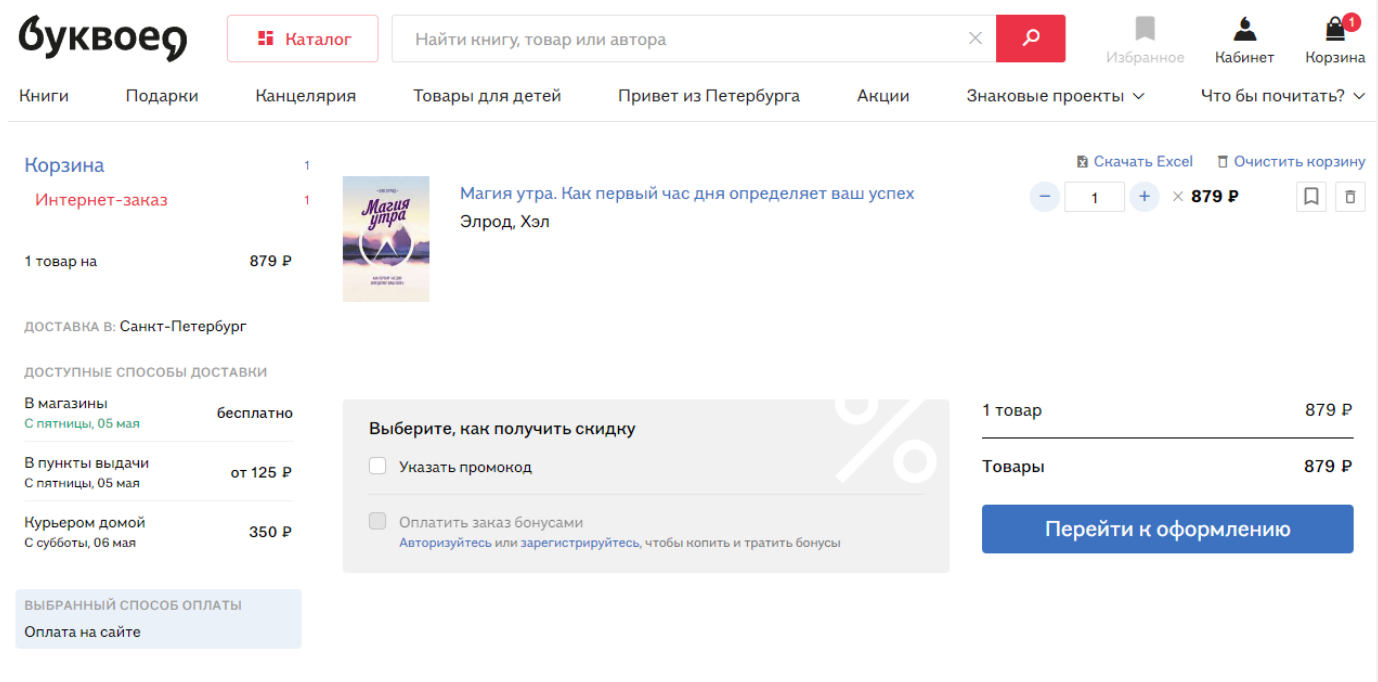 буквоед
Каталог
Найти книгу, товар или автора
Избранное
Кабинет
1
Корзина
Книги Подарки Канцелярия Товары для детей Привет из Петербурга Акции Знаковые проекты Что бы почитать?
Корзина 1
Интернет-заказ 1
1 товар на 879 ₽
ДОСТАВКА В: Санкт-Петербург
ДОСТУПНЫЕ СПОСОБЫ ДОСТАВКИ
В магазины бесплатно
С пятницы, 05 мая
В пункты выдачи от 125 ₽
С пятницы, 05 мая
Курьером домой 350 ₽
С субботы, 06 мая
ВЫБРАННЫЙ СПОСОБ ОПЛАТЫ
Оплата на сайте
Скачать Excel Очистить корзину
Магия
утра
Магия утра. Как первый час дня определяет ваш успех
Элрод, Хэл
− 1 + × 879 ₽
Выберите, как получить скидку
Указать промокод
Оплатить заказ бонусами
Авторизуйтесь или зарегистрируйтесь, чтобы копить и тратить бонусы
%
1 товар 879 ₽
Товары 879 ₽
Перейти к оформлению